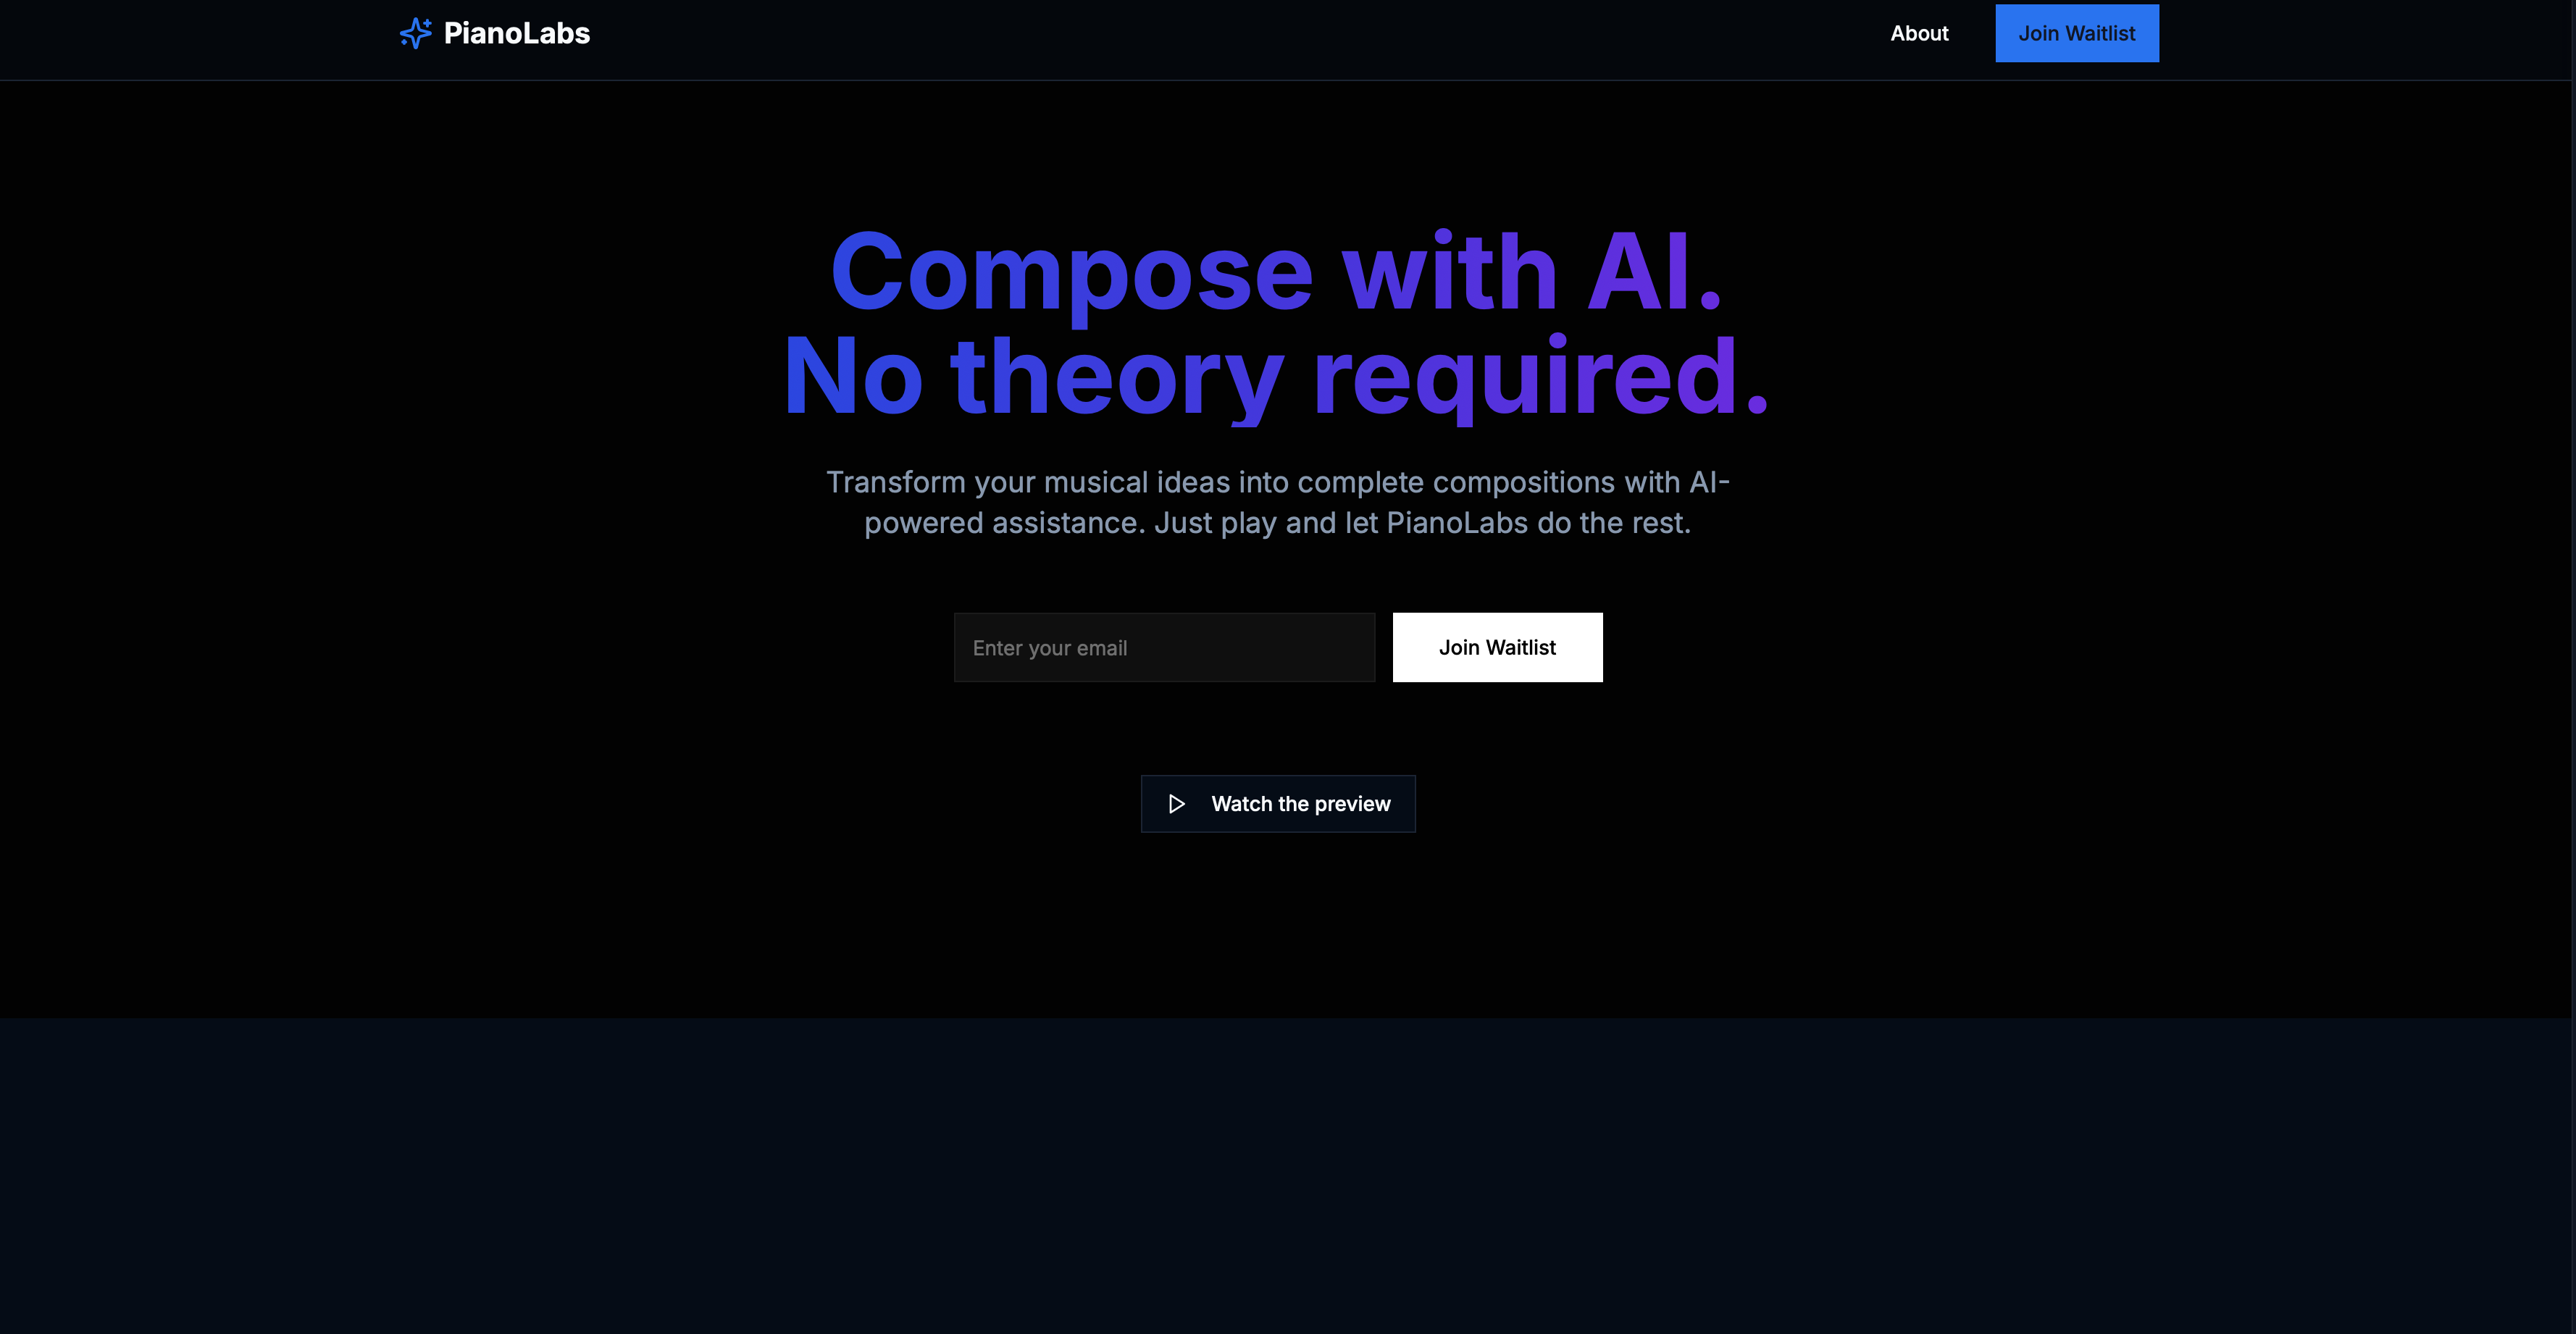 PianoLabs
About
Join Waitlist
Compose with AI.
No theory required.
Transform your musical ideas into complete compositions with AI-
powered assistance. Just play and let PianoLabs do the rest.
Enter your email
Join Waitlist
Watch the preview